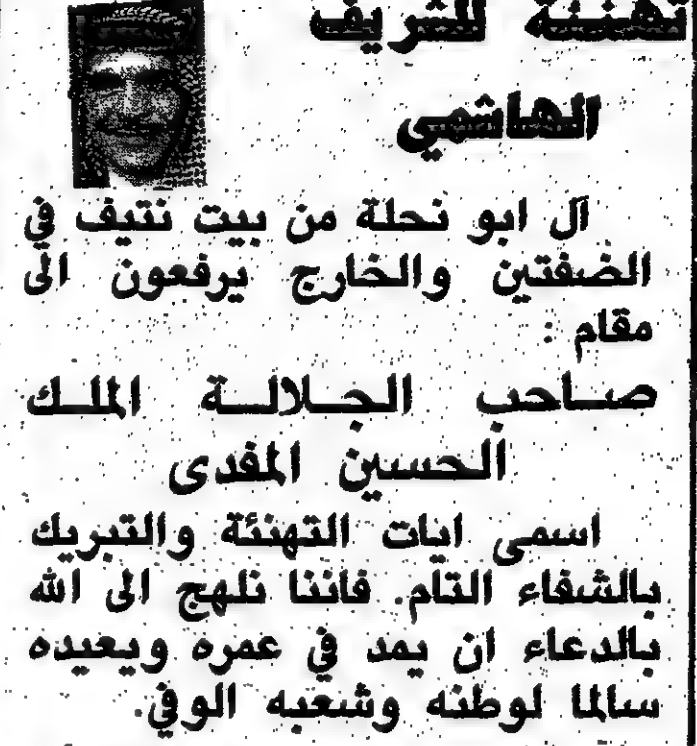 تهنئة للشريف
الهاشمي
آل ابو نحلة من بيت نتيف في
الضفتين والخارج يرفعون الى
مقام :
صاحب الجلالة الملك
الحسين المفدى
اسمى ايات التهنئة والتبريك
بالشفاء التام. فاننا نلهج الى الله
بالدعاء ان يمد في عمره ويعيده
سالما لوطنه وشعبه الوفي.